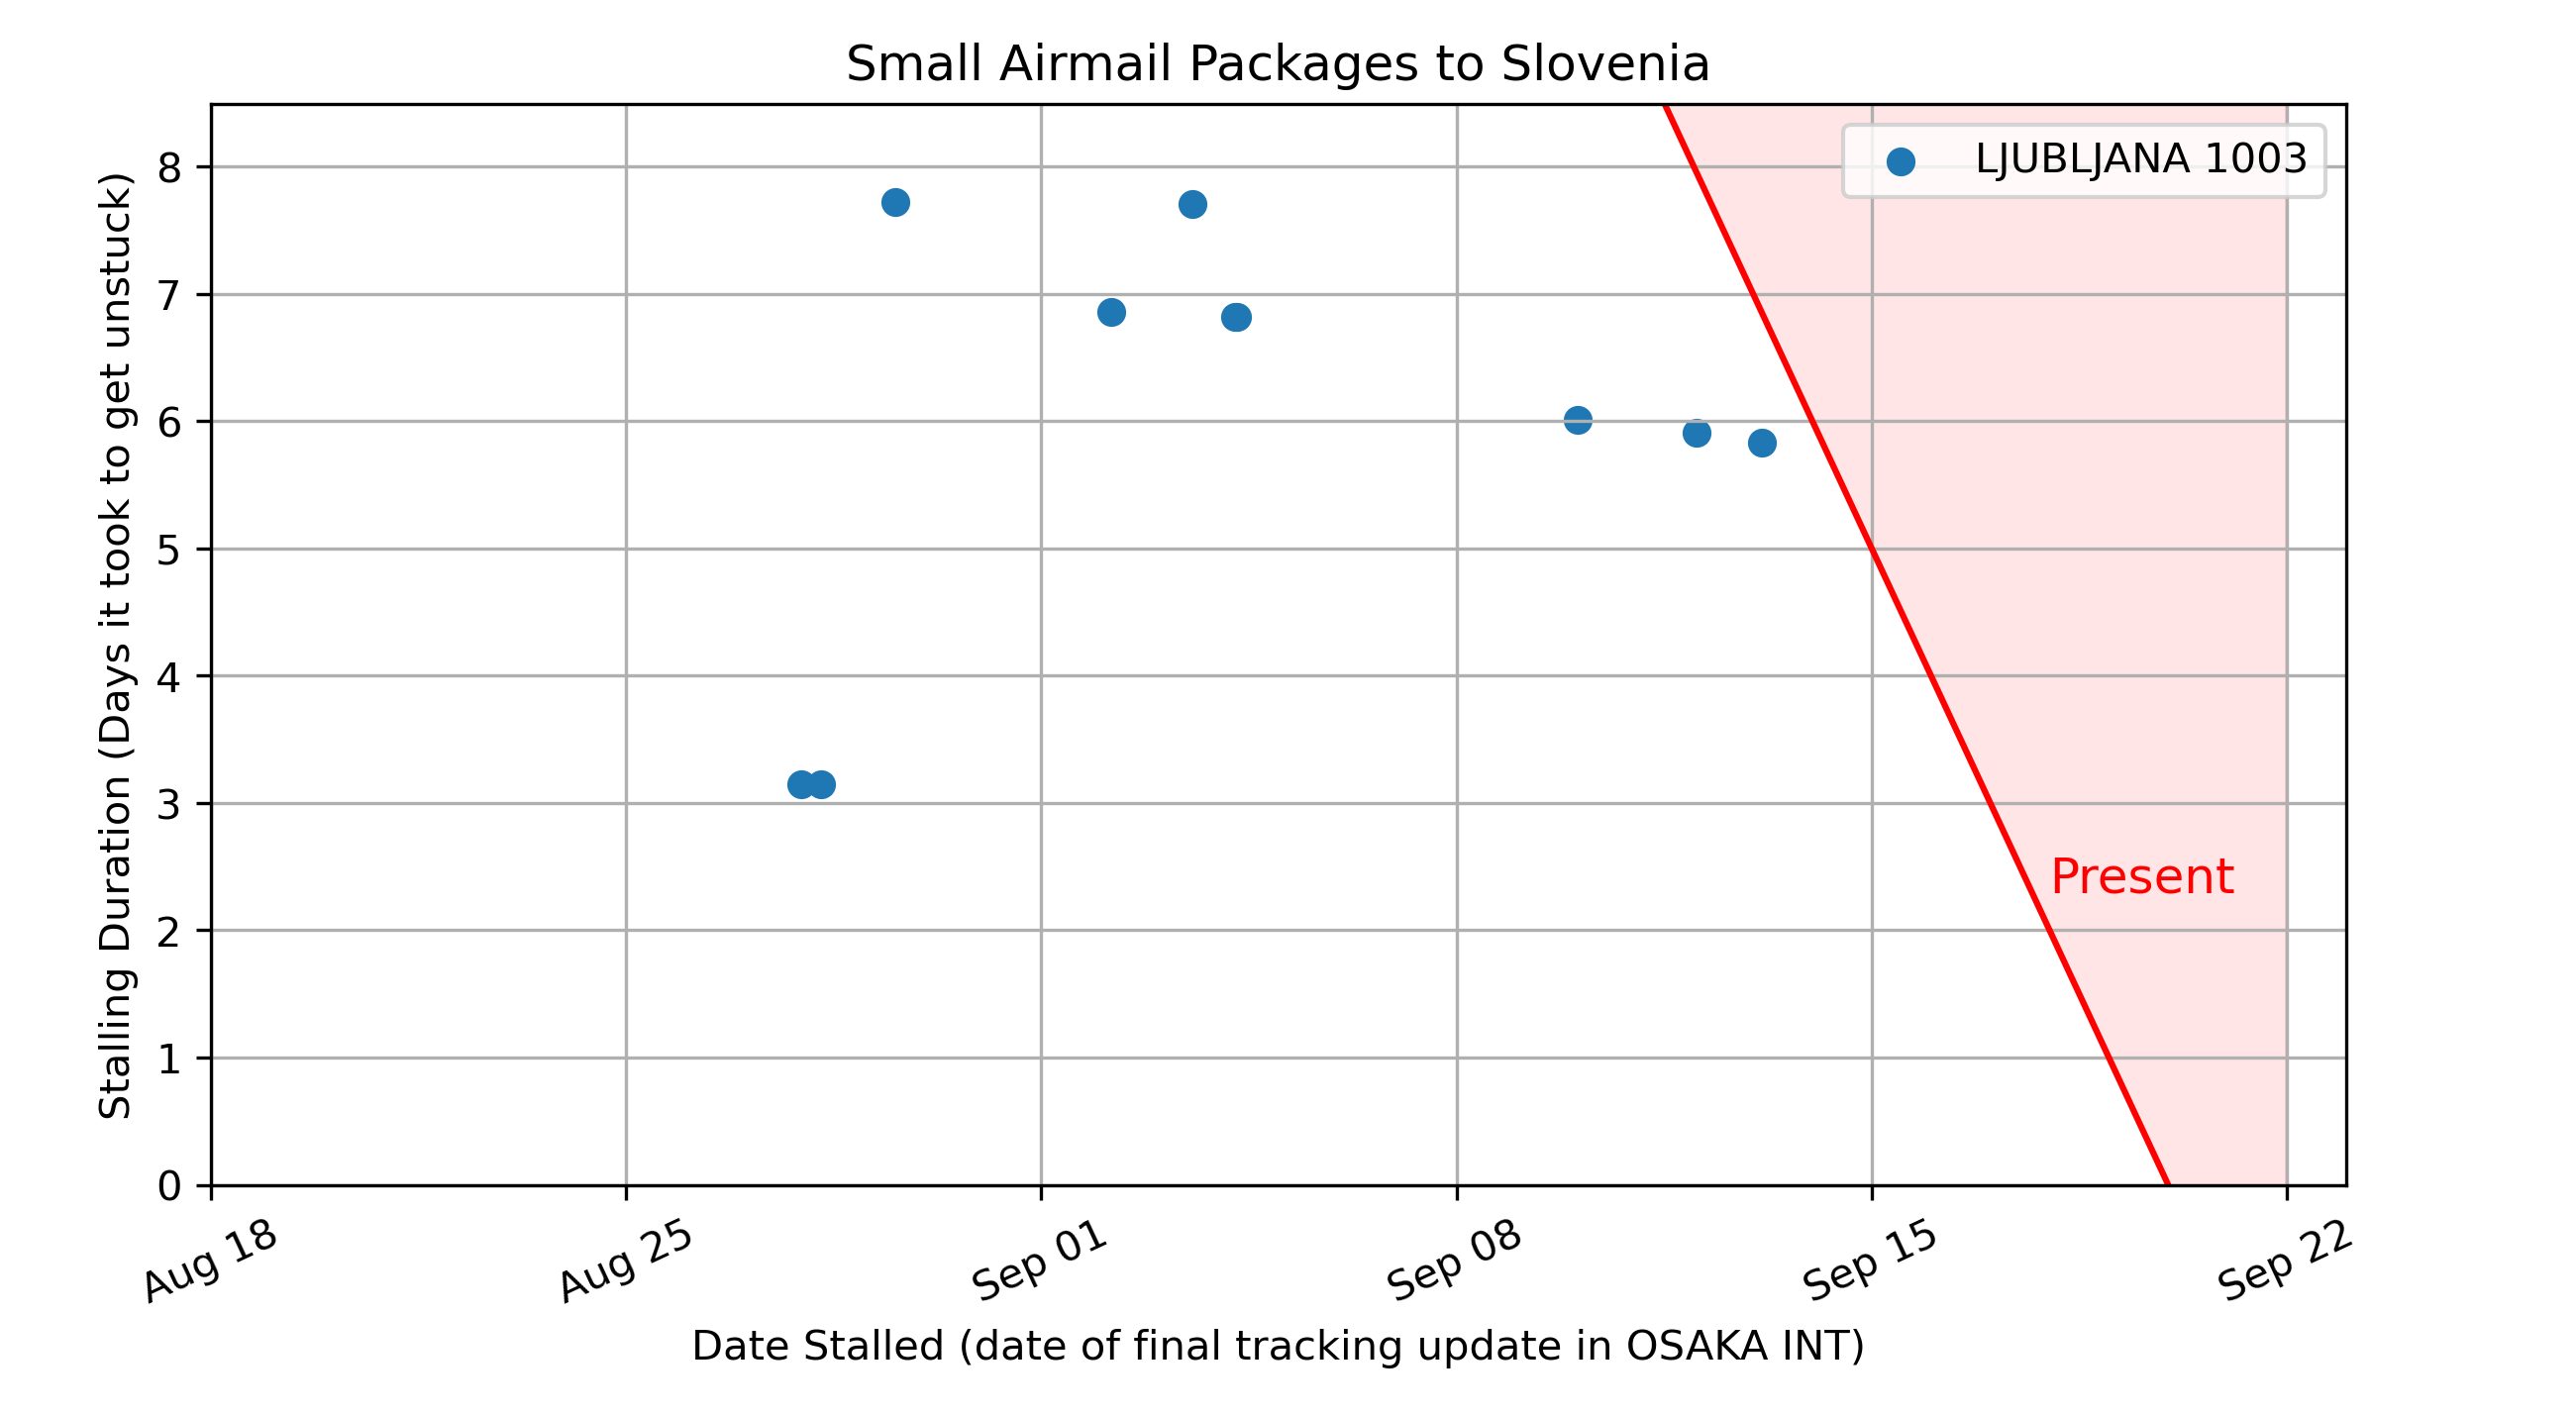 Small Airmail Packages to Slovenia
LJUBLJANA 1003
Stalling Duration (Days it took to get unstuck)
8
7
6
5
4
3
2
1
0
Present
Aug 18
Aug 25
Sep 01
Sep 08
Sep 15
Sep 22
Date Stalled (date of final tracking update in OSAKA INT)